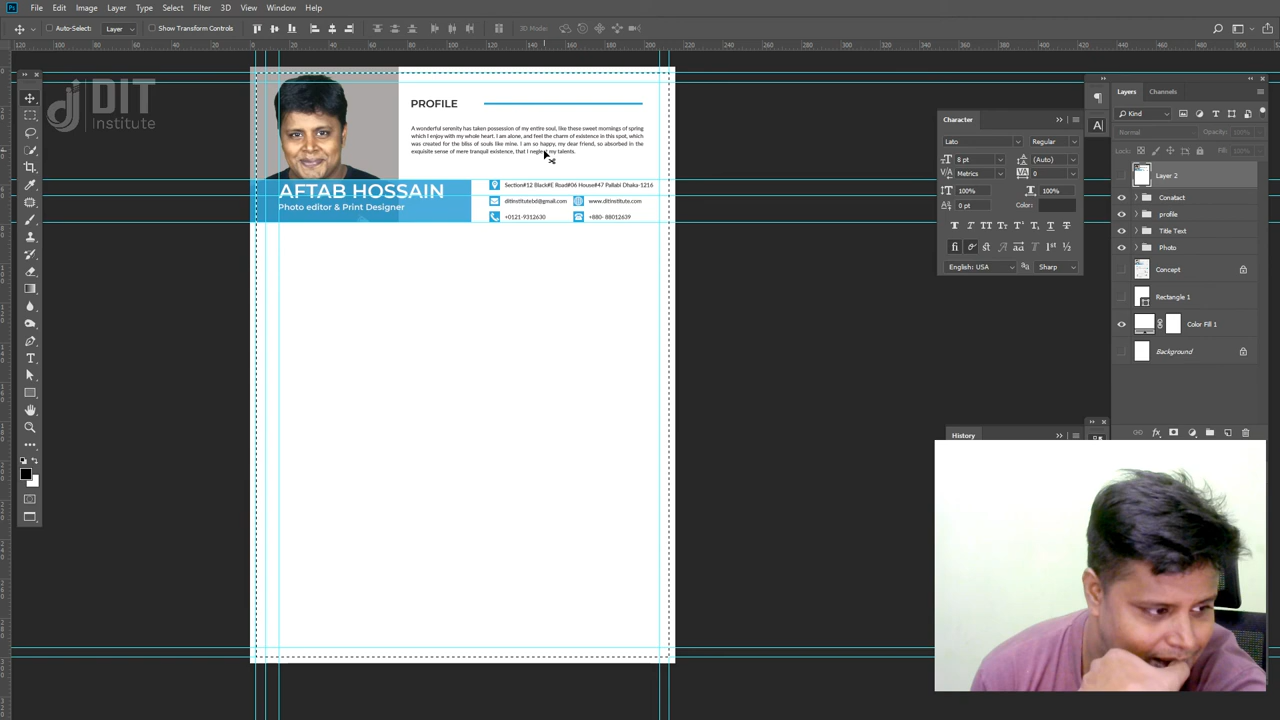 Ps File Edit Image Layer Type Select Filter 3D View Window Help
Auto-Select: Layer Show Transform Controls 3D Mode:
DIT
Institute
PROFILE
A wonderful serenity has taken possession of my entire soul, like these sweet mornings of spring
which I enjoy with my whole heart. I am alone, and feel the charm of existence in this spot, which
was created for the bliss of souls like mine. I am so happy, my dear friend, so absorbed in the
exquisite sense of mere tranquil existence, that I neglect my talents.
AFTAB HOSSAIN
Photo editor & Print Designer
Section#12 Black#E Road#06 House#47 Pallabi Dhaka-1216
ditinstitutebd@gmail.com www.ditinstitute.com
+0121-9312630 +880- 88012639
Character
Lato Regular
8 pt (Auto)
Metrics 0
100% 100%
0 pt Color:
English: USA Sharp
History
Layers Channels
Kind
Normal Opacity: 100%
Lock: Fill: 100%
Layer 2
Conatact
profile
Title Text
Photo
Concept
Rectangle 1
Color Fill 1
Background